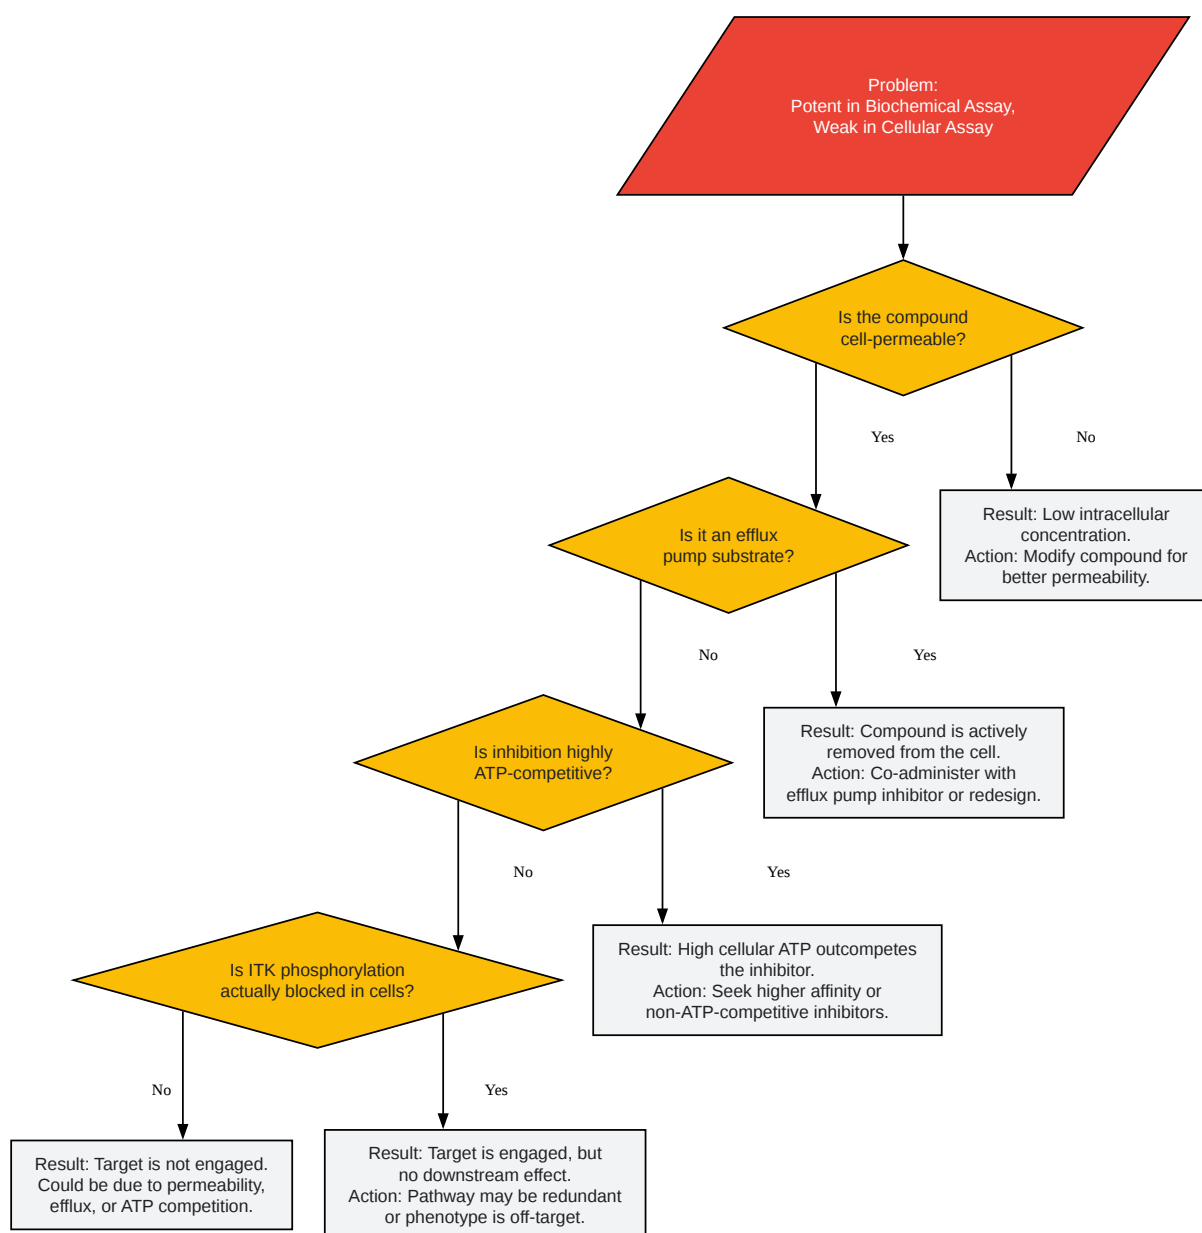 Problem:
Potent in Biochemical Assay,
Weak in Cellular Assay
Is the compound
cell-permeable?
Yes
No
Result: Low intracellular
concentration.
Action: Modify compound for
better permeability.
Is it an efflux
pump substrate?
No
Yes
Result: Compound is actively
removed from the cell.
Action: Co-administer with
efflux pump inhibitor or redesign.
Is inhibition highly
ATP-competitive?
No
Yes
Result: High cellular ATP outcompetes
the inhibitor.
Action: Seek higher affinity or
non-ATP-competitive inhibitors.
Is ITK phosphorylation
actually blocked in cells?
No
Yes
Result: Target is not engaged.
Could be due to permeability,
efflux, or ATP competition.
Result: Target is engaged, but
no downstream effect.
Action: Pathway may be redundant
or phenotype is off-target.